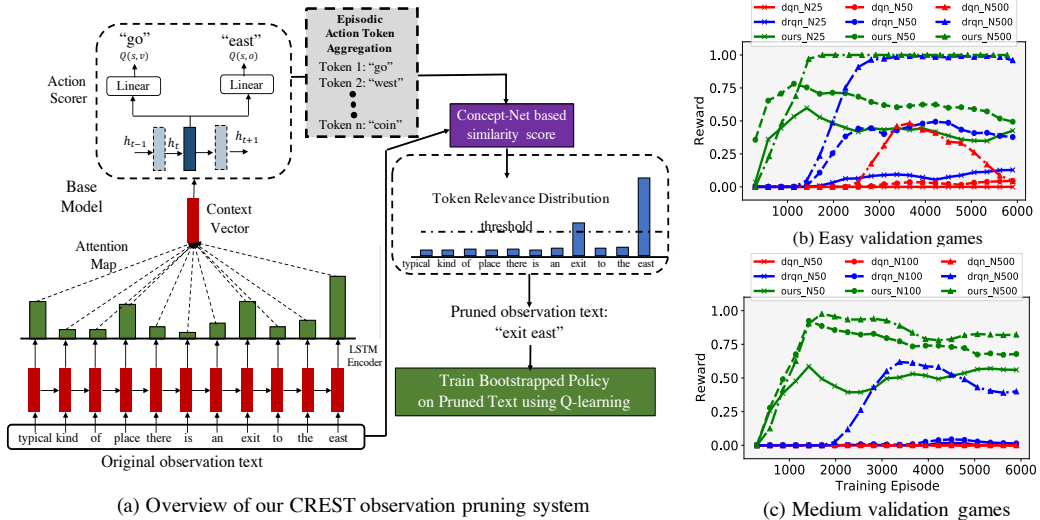 "go"
Q(s,v)
"east"
Q(s,o)
Action
Scorer
Linear
Linear
h_{t-1}
h_t
h_{t+1}
Base
Model
Context
Vector
Attention
Map
LSTM
Encoder
typical kind of place there is an exit to the east
Original observation text
Episodic
Action Token
Aggregation
Token 1: "go"
Token 2: "west"
Token n: "coin"
Concept-Net based
similarity score
Token Relevance Distribution
threshold
typical kind of place there is an exit to the east
Pruned observation text:
"exit east"
Train Bootstrapped Policy
on Pruned Text using Q-learning
(a) Overview of our CREST observation pruning system
dqn_N25 dqn_N50 dqn_N500
drqn_N25 drqn_N50 drqn_N500
ours_N25 ours_N50 ours_N500
Reward
1.00
0.75
0.50
0.25
0.00
1000 2000 3000 4000 5000 6000
(b) Easy validation games
dqn_N50 dqn_N100 dqn_N500
drqn_N50 drqn_N100 drqn_N500
ours_N50 ours_N100 ours_N500
Reward
1.00
0.75
0.50
0.25
0.00
1000 2000 3000 4000 5000 6000
Training Episode
(c) Medium validation games